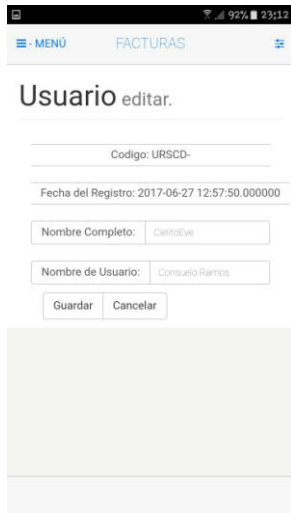 92% 23:12
- MENÚ FACTURAS
Usuario editar.
Codigo: URSCD-
Fecha del Registro: 2017-06-27 12:57:50.000000
Nombre Completo: CielitoEve
Nombre de Usuario: Consuelo Ramos
Guardar Cancelar